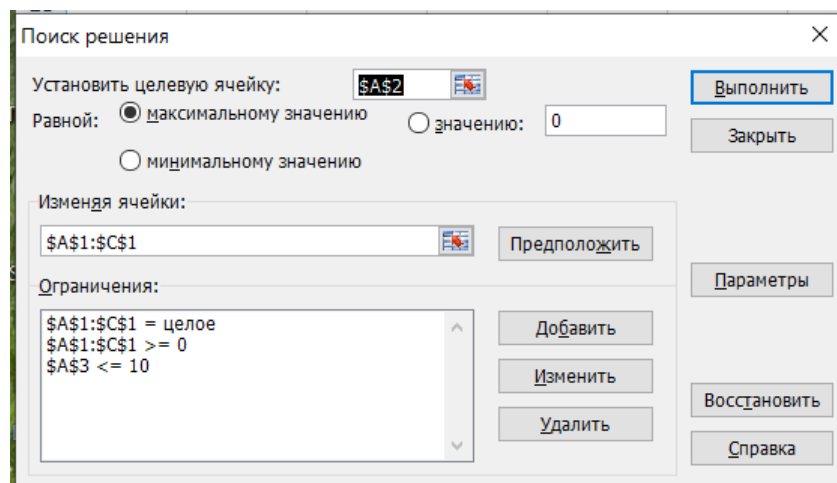 Поиск решения
Установить целевую ячейку: $A$2
Выполнить
Равной: максимальному значению
значению: 0
Закрыть
минимальному значению
Изменяя ячейки:
$A$1:$C$1
Предположить
Параметры
Ограничения:
$A$1:$C$1 = целое
$A$1:$C$1 >= 0
$A$3 <= 10
Добавить
Изменить
Удалить
Восстановить
Справка